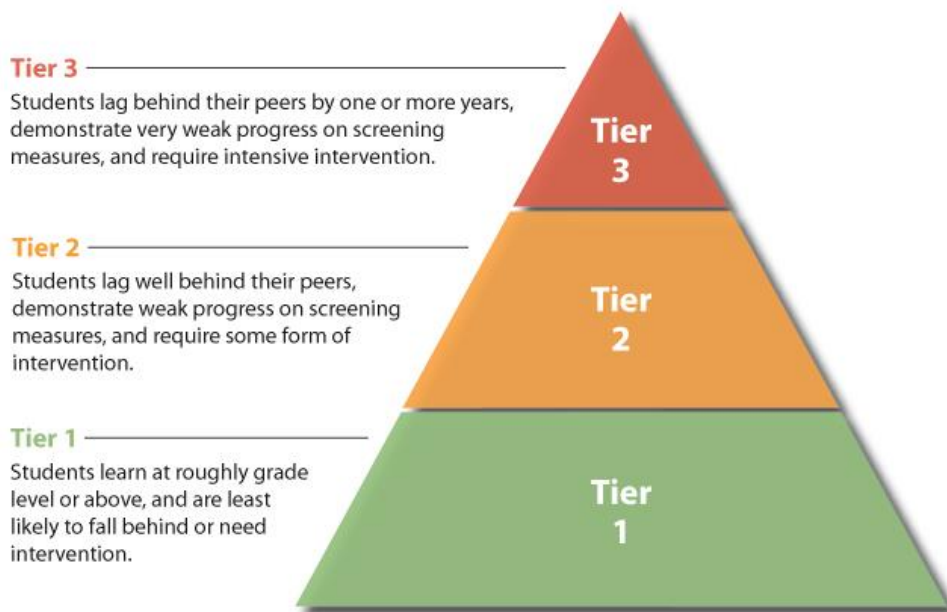 Tier 3
Students lag behind their peers by one or more years,
demonstrate very weak progress on screening
measures, and require intensive intervention.
Tier
3
Tier 2
Students lag well behind their peers,
demonstrate weak progress on screening
measures, and require some form of
intervention.
Tier
2
Tier 1
Students learn at roughly grade
level or above, and are least
likely to fall behind or need
intervention.
Tier
1